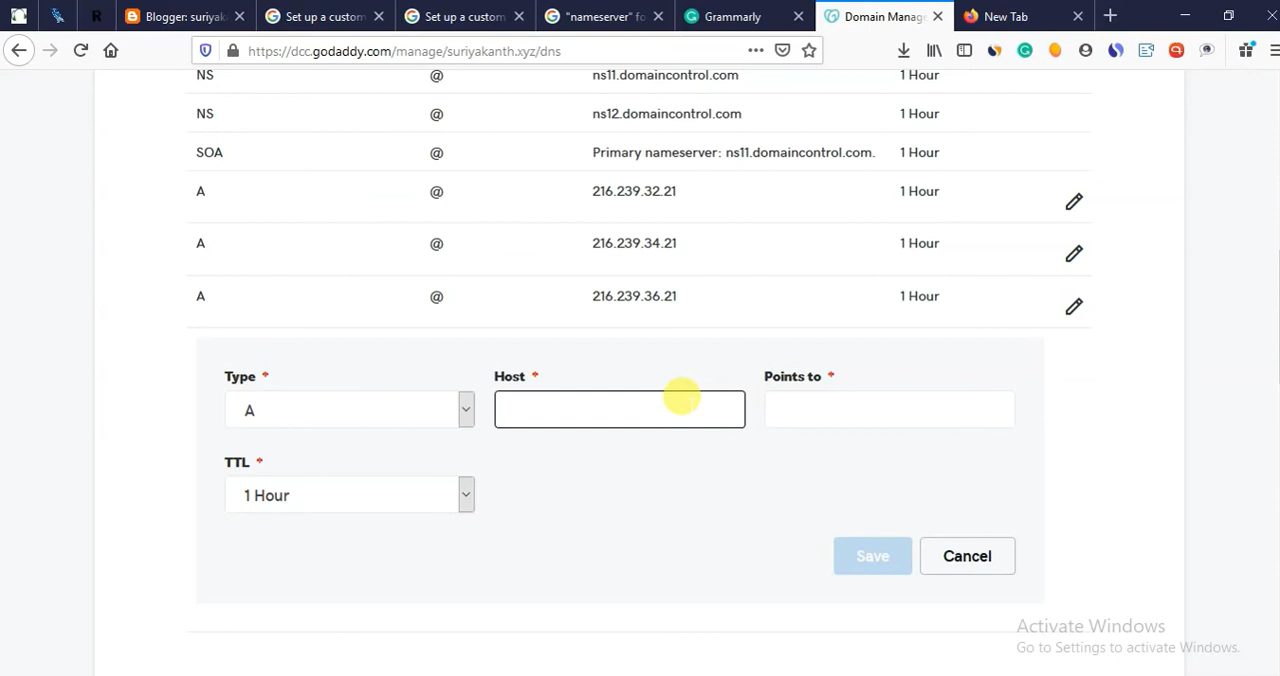 Blogger: suriyak
Set up a custom
Set up a custom
"nameserver" fo
Grammarly
Domain Manag
New Tab
R
https://dcc.godaddy.com/manage/suriyakanth.xyz/dns
NS @ ns11.domaincontrol.com 1 Hour
NS @ ns12.domaincontrol.com 1 Hour
SOA @ Primary nameserver: ns11.domaincontrol.com. 1 Hour
A @ 216.239.32.21 1 Hour
A @ 216.239.34.21 1 Hour
A @ 216.239.36.21 1 Hour
Type * Host * Points to *
A
TTL *
1 Hour
Save Cancel
Activate Windows
Go to Settings to activate Windows.